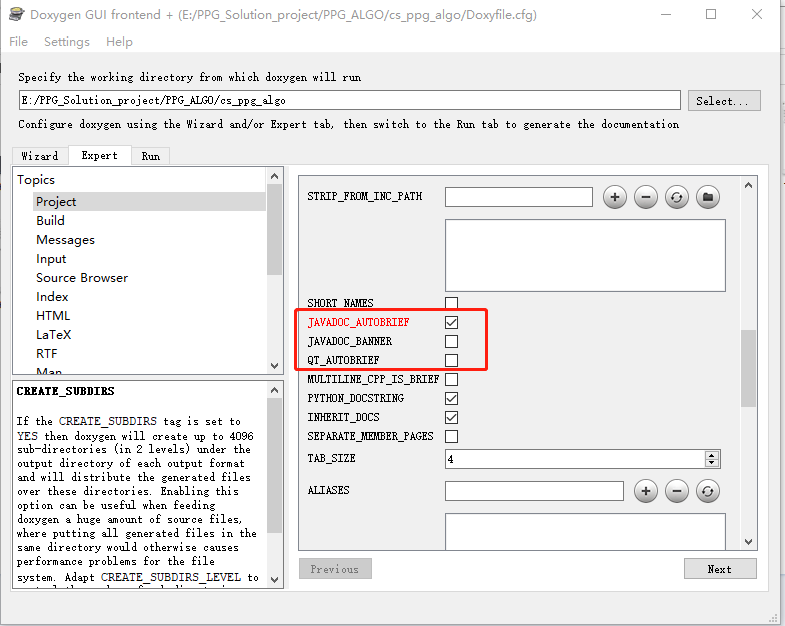 Doxygen GUI frontend + (E:/PPG_Solution_project/PPG_ALGO/cs_ppg_algo/Doxyfile.cfg)
File Settings Help
Specify the working directory from which doxygen will run
E:/PPG_Solution_project/PPG_ALGO/cs_ppg_algo
Select...
Configure doxygen using the Wizard and/or Expert tab, then switch to the Run tab to generate the documentation
Wizard Expert Run
Topics
Project
Build
Messages
Input
Source Browser
Index
HTML
LaTeX
RTF
Man
CREATE_SUBDIRS
If the CREATE_SUBDIRS tag is set to
YES then doxygen will create up to 4096
sub-directories (in 2 levels) under the
output directory of each output format
and will distribute the generated files
over these directories. Enabling this
option can be useful when feeding
doxygen a huge amount of source files,
where putting all generated files in the
same directory would otherwise causes
performance problems for the file
system. Adapt CREATE_SUBDIRS_LEVEL to
STRIP_FROM_INC_PATH
SHORT_NAMES
JAVADOC_AUTOBRIEF
JAVADOC_BANNER
QT_AUTOBRIEF
MULTILINE_CPP_IS_BRIEF
PYTHON_DOCSTRING
INHERIT_DOCS
SEPARATE_MEMBER_PAGES
TAB_SIZE
4
ALIASES
Previous
Next